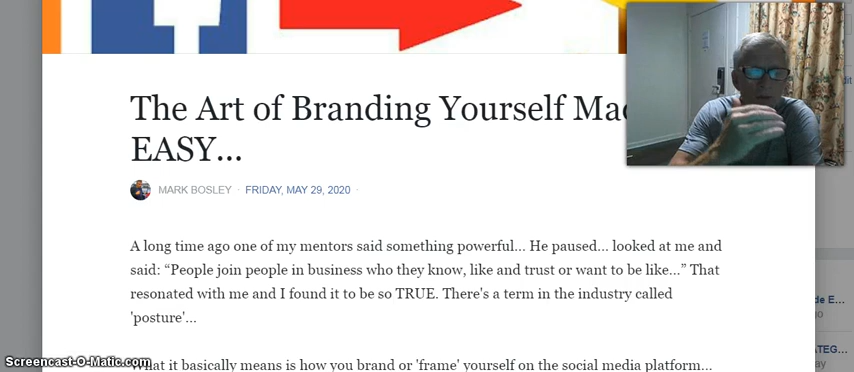 The Art of Branding Yourself Ma
EASY...
MARK BOSLEY · FRIDAY, MAY 29, 2020 ·
A long time ago one of my mentors said something powerful... He paused... looked at me and
said: “People join people in business who they know, like and trust or want to be like...” That
resonated with me and I found it to be so TRUE. There's a term in the industry called
'posture'...
What it basically means is how you brand or 'frame' yourself on the social media platform...
Screencast-O-Matic.com